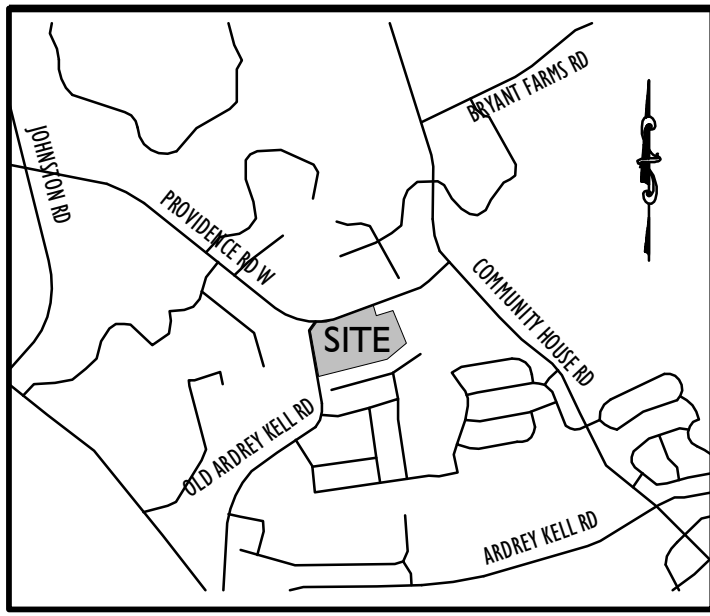 BRYANT FARMS RD
JOHNSTON RD
PROVIDENCE RD W
COMMUNITY HOUSE RD
SITE
OLD ARDREY KELL RD
ARDREY KELL RD